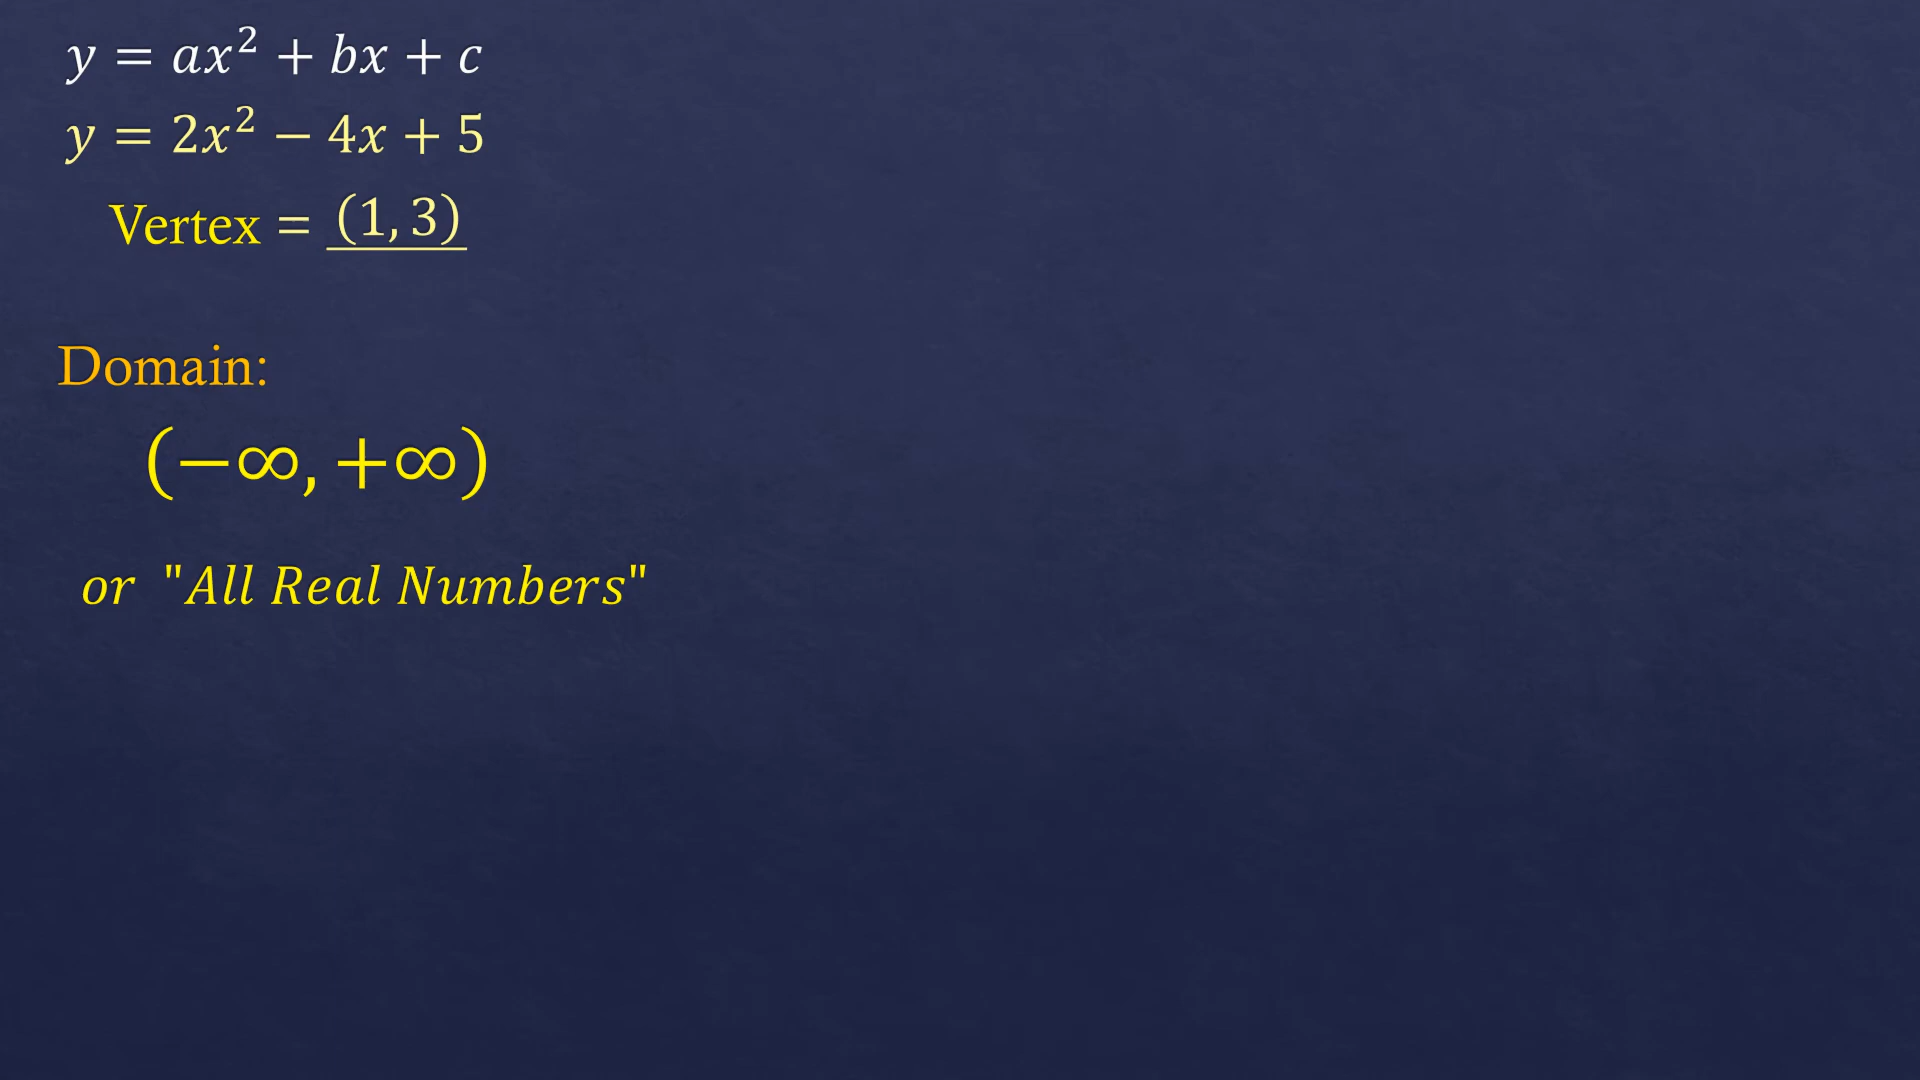 y = ax² + bx + c
y = 2x² − 4x + 5
Vertex = (1, 3)
Domain:
(−∞, +∞)
or "All Real Numbers"